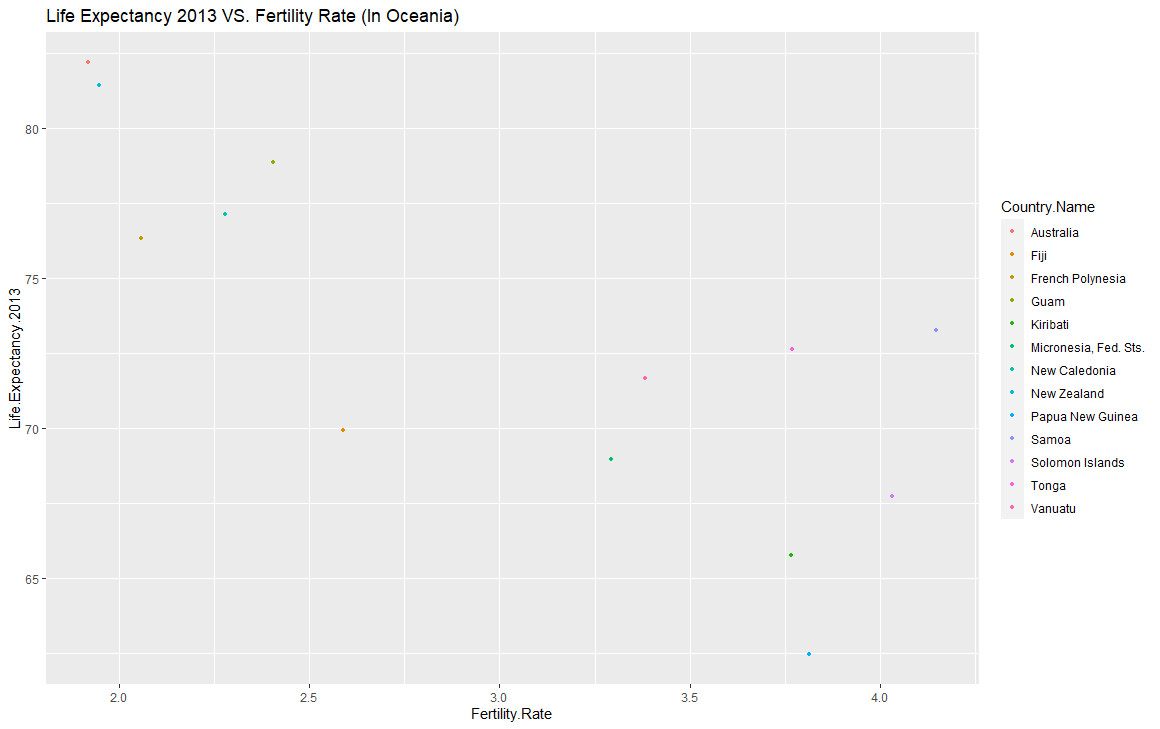 Life Expectancy 2013 VS. Fertility Rate (In Oceania)
80
75
70
65
Life.Expectancy.2013
2.0
2.5
3.0
3.5
4.0
Fertility.Rate
Country.Name
Australia
Fiji
French Polynesia
Guam
Kiribati
Micronesia, Fed. Sts.
New Caledonia
New Zealand
Papua New Guinea
Samoa
Solomon Islands
Tonga
Vanuatu